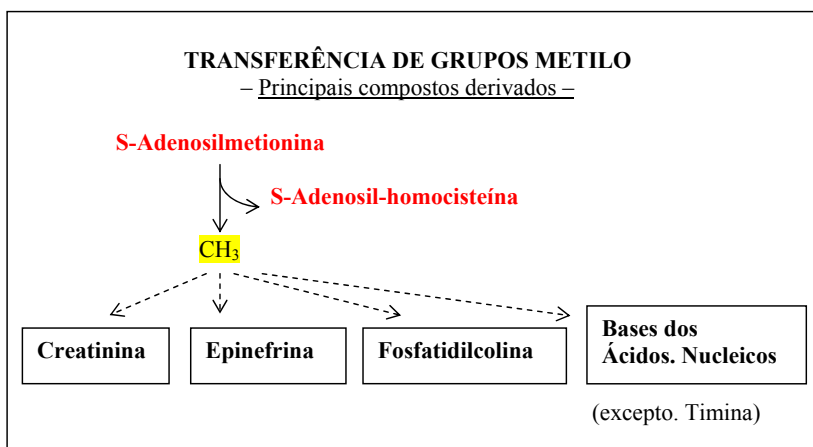 TRANSFERÊNCIA DE GRUPOS METILO
– Principais compostos derivados –
S-Adenosilmetionina
S-Adenosil-homocisteína
CH₃
Creatinina
Epinefrina
Fosfatidilcolina
Bases dos
Ácidos. Nucleicos
(excepto. Timina)